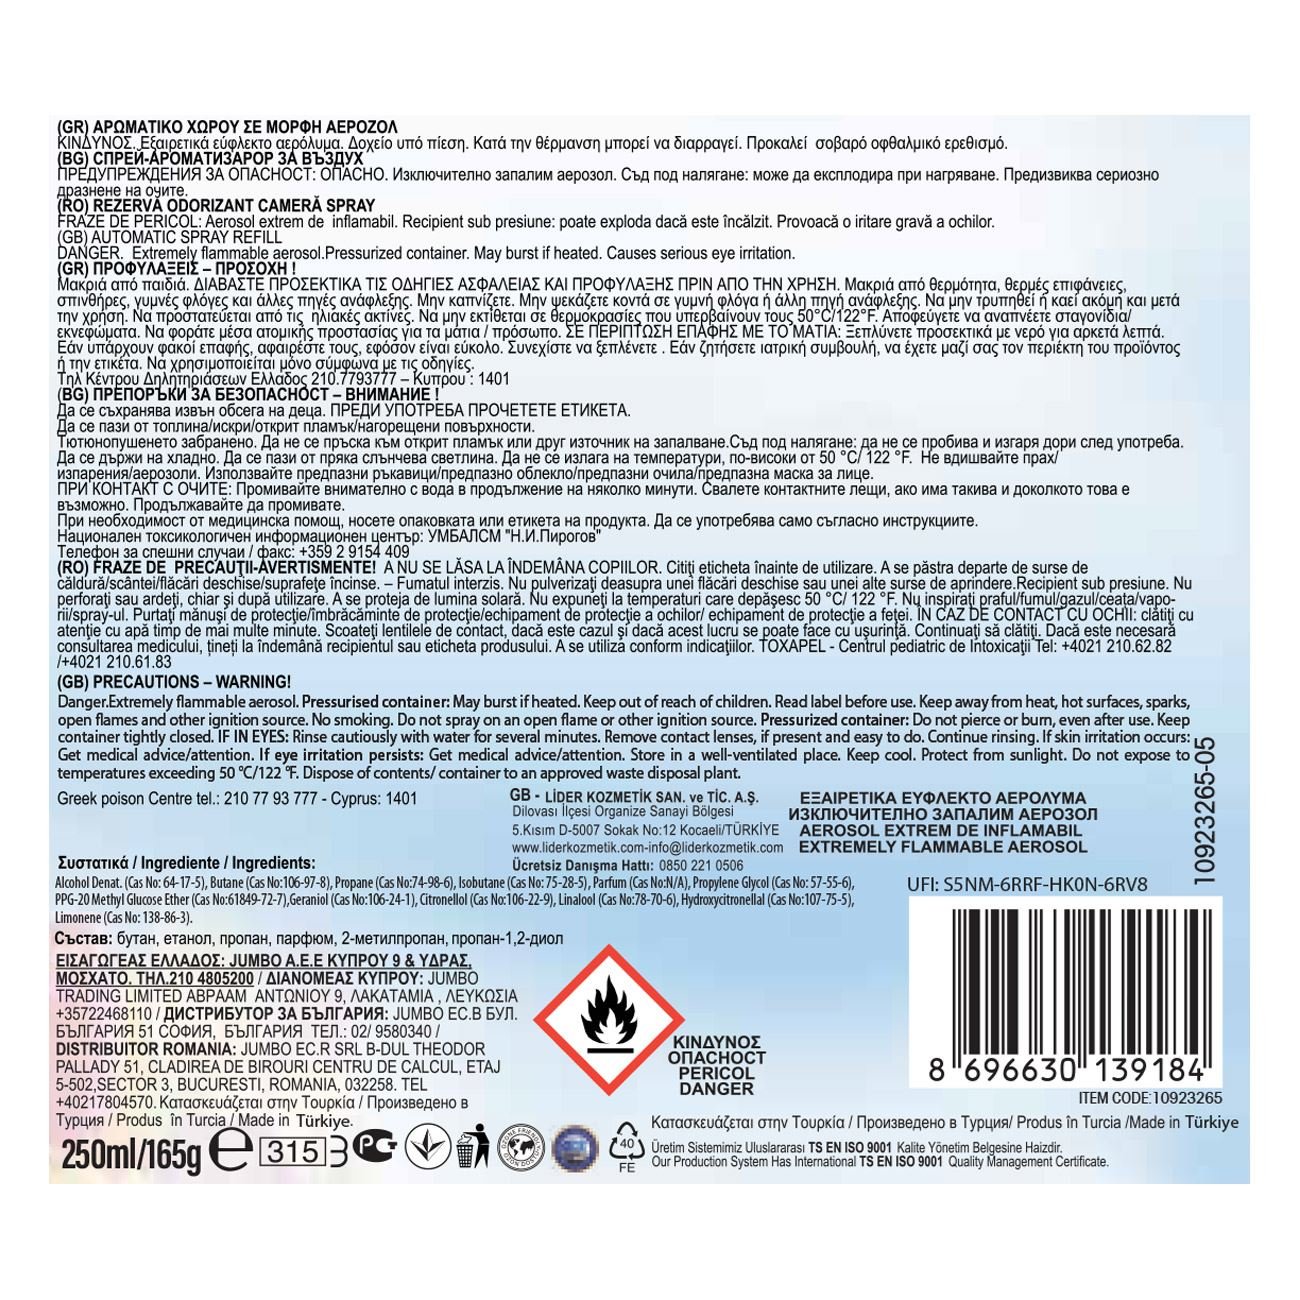 (GR) ΑΡΩΜΑΤΙΚΟ ΧΩΡΟΥ ΣΕ ΜΟΡΦΗ ΑΕΡΟΖΟΛ
ΚΙΝΔΥΝΟΣ. Εξαιρετικά εύφλεκτο αερόλυμα. Δοχείο υπό πίεση. Κατά την θέρμανση μπορεί να διαρραγεί. Προκαλεί σοβαρό οφθαλμικό ερεθισμό.
(BG) СПРЕЙ-АРОМАТИЗАРОР ЗА ВЪЗДУХ
ПРЕДУПРЕЖДЕНИЯ ЗА ОПАСНОСТ: ОПАСНО. Изключително запалим аерозол. Съд под налягане: може да експлодира при нагряване. Предизвиква сериозно
дразнене на очите.
(RO) REZERVĂ ODORIZANT CAMERĂ SPRAY
FRAZE DE PERICOL: Aerosol extrem de inflamabil. Recipient sub presiune: poate exploda dacă este încălzit. Provoacă o iritare gravă a ochilor.
(GB) AUTOMATIC SPRAY REFILL
DANGER. Extremely flammable aerosol.Pressurized container. May burst if heated. Causes serious eye irritation.
(GR) ΠΡΟΦΥΛΑΞΕΙΣ – ΠΡΟΣΟΧΗ !
Μακριά από παιδιά. ΔΙΑΒΑΣΤΕ ΠΡΟΣΕΚΤΙΚΑ ΤΙΣ ΟΔΗΓΙΕΣ ΑΣΦΑΛΕΙΑΣ ΚΑΙ ΠΡΟΦΥΛΑΞΗΣ ΠΡΙΝ ΑΠΟ ΤΗΝ ΧΡΗΣΗ. Μακριά από θερμότητα, θερμές επιφάνειες,
σπινθήρες, γυμνές φλόγες και άλλες πηγές ανάφλεξης. Μην καπνίζετε. Μην ψεκάζετε κοντά σε γυμνή φλόγα ή άλλη πηγή ανάφλεξης. Να μην τρυπηθεί ή καεί ακόμη και μετά
την χρήση. Να προστατεύεται από τις ηλιακές ακτίνες. Να μην εκτίθεται σε θερμοκρασίες που υπερβαίνουν τους 50°C/122°F. Αποφεύγετε να αναπνέετε σταγονίδια/
εκνεφώματα. Να φοράτε μέσα ατομικής προστασίας για τα μάτια / πρόσωπο. ΣΕ ΠΕΡΙΠΤΩΣΗ ΕΠΑΦΗΣ ΜΕ ΤΟ ΜΑΤΙΑ: Ξεπλύνετε προσεκτικά με νερό για αρκετά λεπτά.
Εάν υπάρχουν φακοί επαφής, αφαιρέστε τους, εφόσον είναι εύκολο. Συνεχίστε να ξεπλένετε . Εάν ζητήσετε ιατρική συμβουλή, να έχετε μαζί σας τον περιέκτη του προϊόντος
ή την ετικέτα. Να χρησιμοποιείται μόνο σύμφωνα με τις οδηγίες.
Τηλ Κέντρου Δηλητηριάσεων Ελλαδος 210.7793777 – Κυπρου : 1401
(BG) ПРЕПОРЪКИ ЗА БЕЗОПАСНОСТ – ВНИМАНИЕ !
Да се съхранява извън обсега на деца. ПРЕДИ УПОТРЕБА ПРОЧЕТЕТЕ ЕТИКЕТА.
Да се пази от топлина/искри/открит пламък/нагорещени повърхности.
Тютюнопушенето забранено. Да не се пръска към открит пламък или друг източник на запалване.Съд под налягане: да не се пробива и изгаря дори след употреба.
Да се държи на хладно. Да се пази от пряка слънчева светлина. Да не се излага на температури, по-високи от 50 °C/ 122 °F. Не вдишвайте прах/
изпарения/аерозоли. Използвайте предпазни ръкавици/предпазно облекло/предпазни очила/предпазна маска за лице.
ПРИ КОНТАКТ С ОЧИТЕ: Промивайте внимателно с вода в продължение на няколко минути. Свалете контактните лещи, ако има такива и доколкото това е
възможно. Продължавайте да промивате.
При необходимост от медицинска помощ, носете опаковката или етикета на продукта. Да се употребява само съгласно инструкциите.
Национален токсикологичен информационен център: УМБАЛСМ "Н.И.Пирогов"
Телефон за спешни случаи / факс: +359 2 9154 409
(RO) FRAZE DE PRECAUŢII-AVERTISMENTE! A NU SE LĂSA LA ÎNDEMÂNA COPIILOR. Citiţi eticheta înainte de utilizare. A se păstra departe de surse de
căldură/scântei/flăcări deschise/suprafeţe încinse. – Fumatul interzis. Nu pulverizaţi deasupra unei flăcări deschise sau unei alte surse de aprindere.Recipient sub presiune. Nu
perforaţi sau ardeţi, chiar şi după utilizare. A se proteja de lumina solară. Nu expuneţi la temperaturi care depăşesc 50 °C/ 122 °F. Nu inspiraţi praful/fumul/gazul/ceata/vapo-
rii/spray-ul. Purtaţi mănuşi de protecţie/îmbrăcăminte de protecţie/echipament de protecţie a ochilor/ echipament de protecţie a feţei. ÎN CAZ DE CONTACT CU OCHII: clătiţi cu
atenţie cu apă timp de mai multe minute. Scoateţi lentilele de contact, dacă este cazul şi dacă acest lucru se poate face cu uşurinţă. Continuaţi să clătiţi. Dacă este necesară
consultarea medicului, ţineţi la îndemână recipientul sau eticheta produsului. A se utiliza conform indicaţiilor. TOXAPEL - Centrul pediatric de Intoxicaţii Tel: +4021 210.62.82
/+4021 210.61.83
(GB) PRECAUTIONS – WARNING!
Danger.Extremely flammable aerosol. Pressurised container: May burst if heated. Keep out of reach of children. Read label before use. Keep away from heat, hot surfaces, sparks,
open flames and other ignition source. No smoking. Do not spray on an open flame or other ignition source. Pressurized container: Do not pierce or burn, even after use. Keep
container tightly closed. IF IN EYES: Rinse cautiously with water for several minutes. Remove contact lenses, if present and easy to do. Continue rinsing. If skin irritation occurs:
Get medical advice/attention. If eye irritation persists: Get medical advice/attention. Store in a well-ventilated place. Keep cool. Protect from sunlight. Do not expose to
temperatures exceeding 50 °C/122 °F. Dispose of contents/ container to an approved waste disposal plant.
10923265-05
Greek poison Centre tel.: 210 77 93 777 - Cyprus: 1401
GB - LİDER KOZMETİK SAN. ve TİC. A.Ş.
Dilovası İlçesi Organize Sanayi Bölgesi
5.Kısım D-5007 Sokak No:12 Kocaeli/TÜRKİYE
www.liderkozmetik.com-info@liderkozmetik.com
Ücretsiz Danışma Hattı: 0850 221 0506
ΕΞΑΙΡΕΤΙΚΑ ΕΥΦΛΕΚΤΟ ΑΕΡΟΛΥΜΑ
ИЗКЛЮЧИТЕЛНО ЗАПАЛИМ АЕРОЗОЛ
AEROSOL EXTREM DE INFLAMABIL
EXTREMELY FLAMMABLE AEROSOL
Συστατικά / Ingrediente / Ingredients:
Alcohol Denat. (Cas No: 64-17-5), Butane (Cas No:106-97-8), Propane (Cas No:74-98-6), Isobutane (Cas No: 75-28-5), Parfum (Cas No:N/A), Propylene Glycol (Cas No: 57-55-6),
PPG-20 Methyl Glucose Ether (Cas No:61849-72-7),Geraniol (Cas No:106-24-1), Citronellol (Cas No:106-22-9), Linalool (Cas No:78-70-6), Hydroxycitronellal (Cas No:107-75-5),
Limonene (Cas No: 138-86-3).
UFI: S5NM-6RRF-HK0N-6RV8
Състав: бутан, етанол, пропан, парфюм, 2-метилпропан, пропан-1,2-диол
ΕΙΣΑΓΩΓΕΑΣ ΕΛΛΑΔΟΣ: JUMBO A.E.E ΚΥΠΡΟΥ 9 & ΥΔΡΑΣ,
ΜΟΣΧΑΤΟ. ΤΗΛ.210 4805200 / ΔΙΑΝΟΜΕΑΣ ΚΥΠΡΟΥ: JUMBO
TRADING LIMITED ΑΒΡΑΑΜ ΑΝΤΩΝΙΟΥ 9, ΛΑΚΑΤΑΜΙΑ , ΛΕΥΚΩΣΙΑ
+35722468110 / ДИСТРИБУТОР ЗА БЪЛГАРИЯ: JUMBO EC.B БУЛ.
БЪЛГАРИЯ 51 СОФИЯ, БЪЛГАРИЯ ТЕЛ.: 02/ 9580340 /
DISTRIBUITOR ROMANIA: JUMBO EC.R SRL B-DUL THEODOR
PALLADY 51, CLADIREA DE BIROURI CENTRU DE CALCUL, ETAJ
5-502,SECTOR 3, BUCURESTI, ROMANIA, 032258. TEL
+40217804570. Κατασκευάζεται στην Τουρκία / Произведено в
Турция / Produs în Turcia / Made in Türkiye.
ΚΙΝΔΥΝΟΣ
ОПАСНОСТ
PERICOL
DANGER
8 696630 139184
ITEM CODE:10923265
250ml/165g
315
3
OZONE FRIENDLY
OZON DOSTU
40
FE
Κατασκευάζεται στην Τουρκία / Произведено в Турция/ Produs în Turcia /Made in Türkiye
Üretim Sistemimiz Uluslararası TS EN ISO 9001 Kalite Yönetim Belgesine Haizdir.
Our Production System Has International TS EN ISO 9001 Quality Management Certificate.